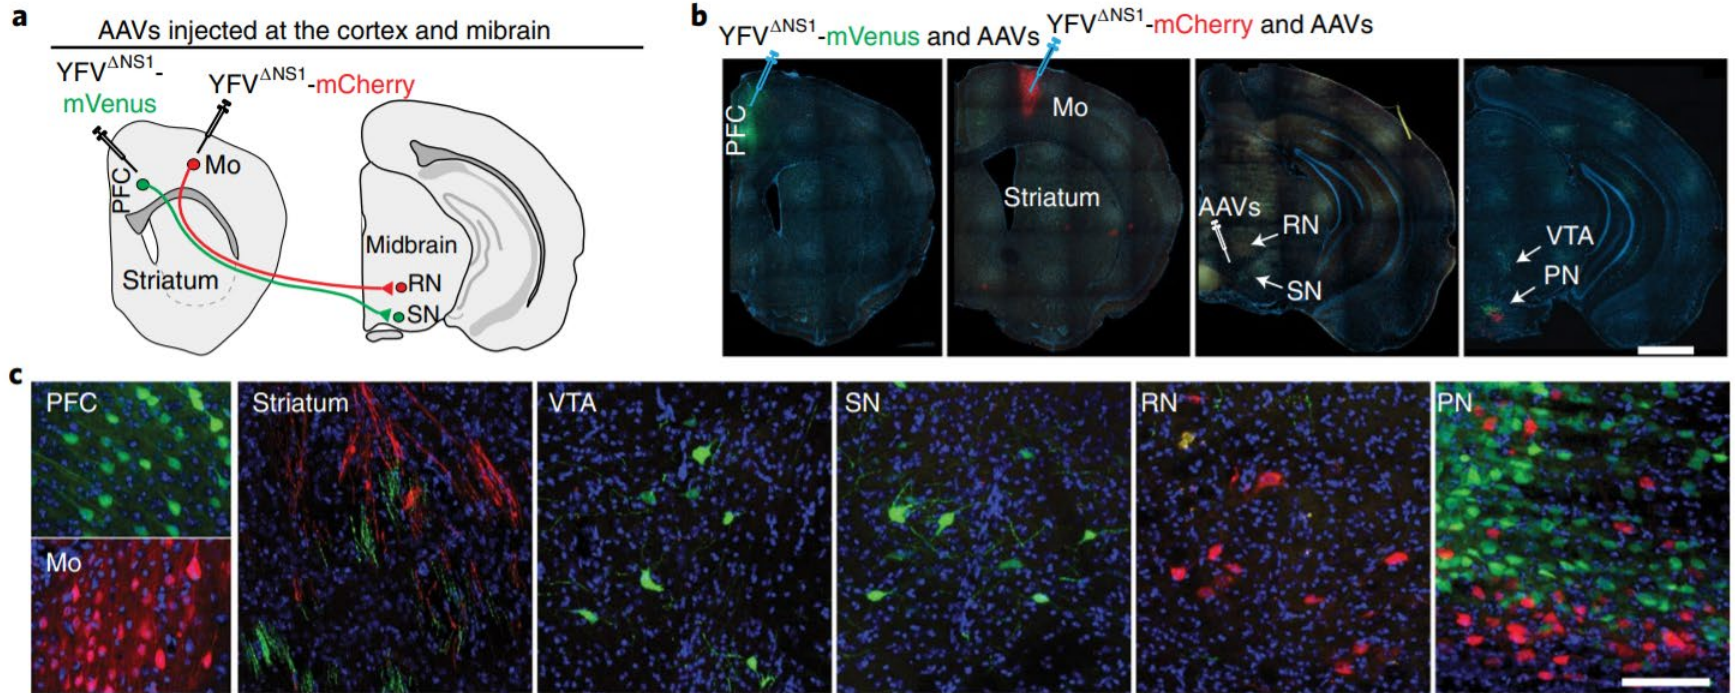 a
AAVs injected at the cortex and mibrain
YFVΔNS1-
mVenus
YFVΔNS1-mCherry
PFC
Mo
Striatum
Midbrain
RN
SN
b
YFVΔNS1-mVenus and AAVs
YFVΔNS1-mCherry and AAVs
PFC
Mo
Striatum
AAVs
RN
SN
VTA
PN
c
PFC
Mo
Striatum
VTA
SN
RN
PN